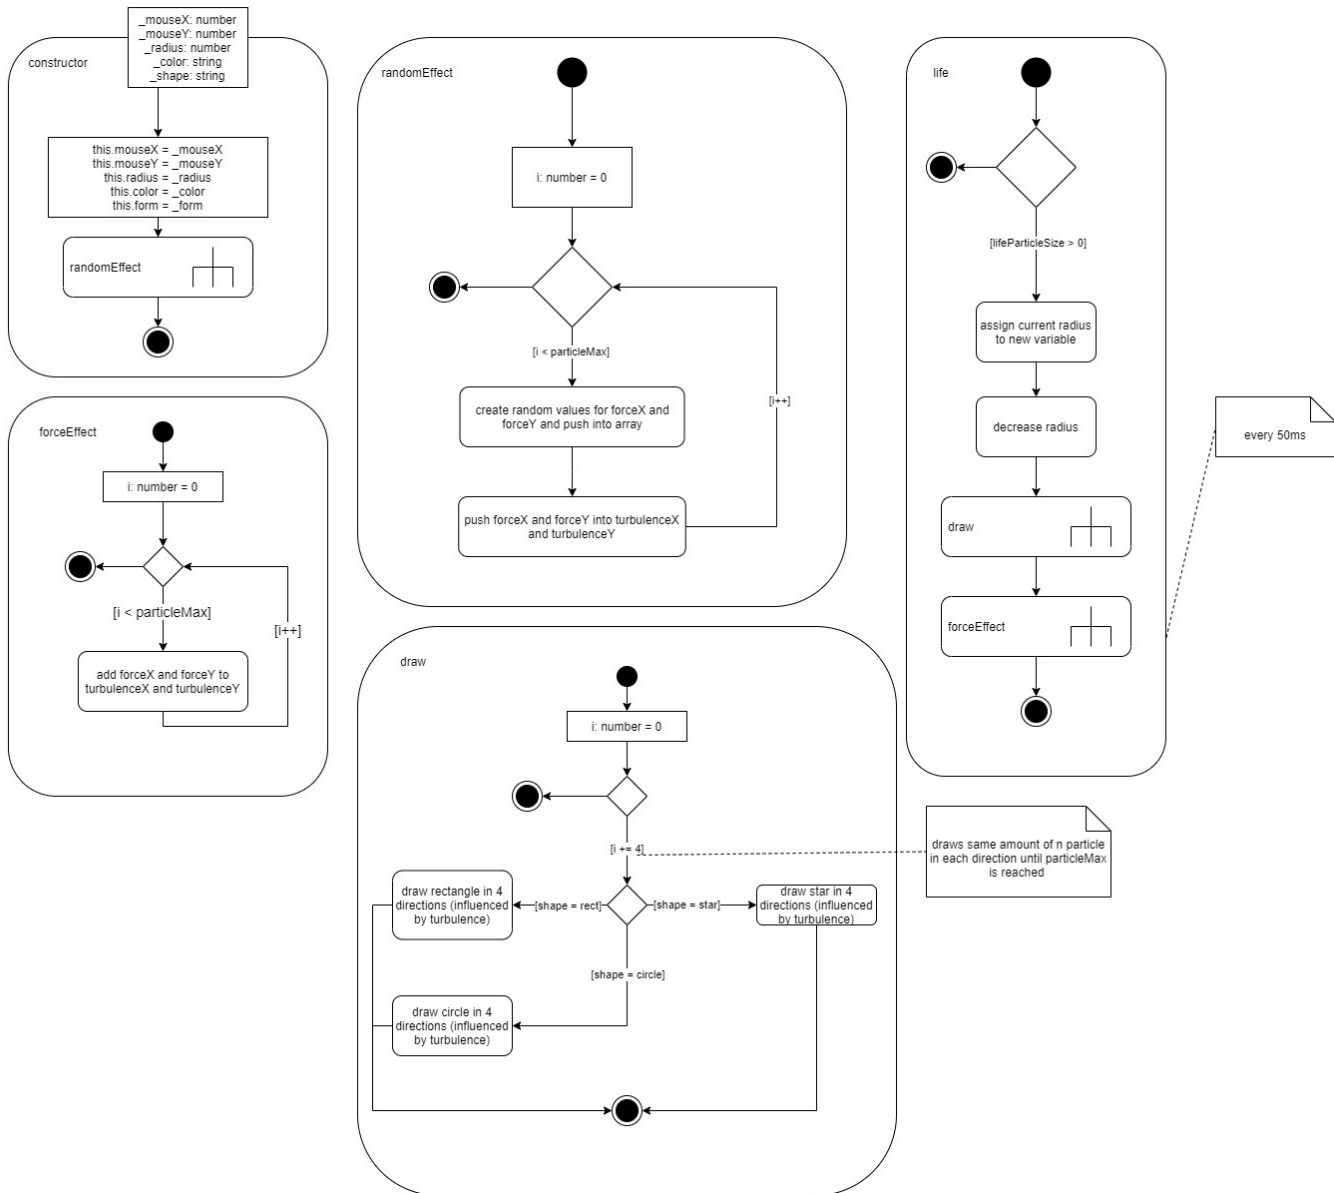 _mouseX: number
_mouseY: number
_radius: number
_color: string
_shape: string
constructor
this.mouseX = _mouseX
this.mouseY = _mouseY
this.radius = _radius
this.color = _color
this.form = _form
randomEffect
forceEffect
i: number = 0
[i < particleMax]
[i++]
add forceX and forceY to
turbulenceX and turbulenceY
randomEffect
i: number = 0
[i < particleMax]
create random values for forceX and
forceY and push into array
[i++]
push forceX and forceY into turbulenceX
and turbulenceY
life
[lifeParticleSize > 0]
assign current radius
to new variable
decrease radius
draw
forceEffect
every 50ms
draw
i: number = 0
[i += 4]
draws same amount of n particle
in each direction until particleMax
is reached
draw rectangle in 4
directions (influenced
by turbulence)
[shape = rect]
[shape = star]
draw star in 4
directions (influenced
by turbulence)
[shape = circle]
draw circle in 4
directions (influenced
by turbulence)